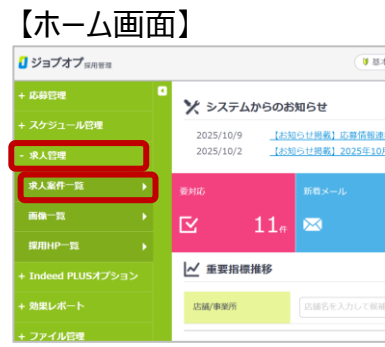 【ホーム画面】
ジョブオプ採用管理
基本
+ 応募管理
+ スケジュール管理
- 求人管理
求人案件一覧
画像一覧
採用HP一覧
+ Indeed PLUSオプション
+ 効果レポート
+ ファイル管理
システムからのお知らせ
2025/10/9 【お知らせ掲載】応募情報連
2025/10/2 【お知らせ掲載】2025年10月
要対応
11件
新着メール
重要指標推移
店舗/事業所
店舗名を入力して候補